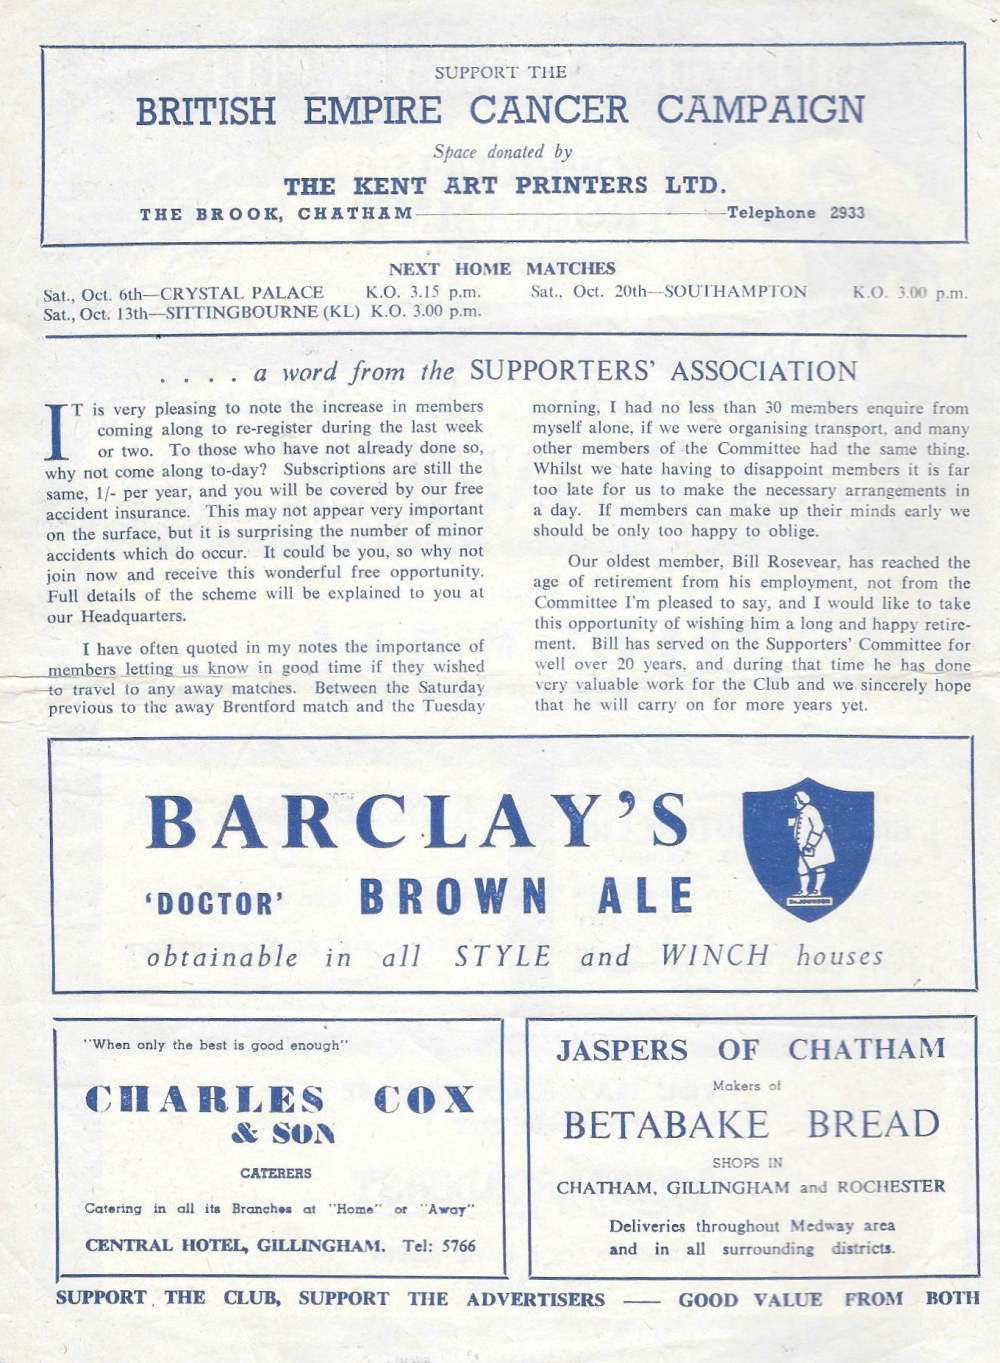 SUPPORT THE
BRITISH EMPIRE CANCER CAMPAIGN
Space donated by
THE KENT ART PRINTERS LTD.
THE BROOK, CHATHAM Telephone 2933
NEXT HOME MATCHES
Sat., Oct. 6th—CRYSTAL PALACE K.O. 3.15 p.m.
Sat., Oct. 13th—SITTINGBOURNE (KL) K.O. 3.00 p.m.
Sat., Oct. 20th—SOUTHAMPTON K.O. 3.00 p.m.
. . . . a word from the SUPPORTERS' ASSOCIATION
IT is very pleasing to note the increase in members
coming along to re-register during the last week
or two. To those who have not already done so,
why not come along to-day? Subscriptions are still the
same, 1/- per year, and you will be covered by our free
accident insurance. This may not appear very important
on the surface, but it is surprising the number of minor
accidents which do occur. It could be you, so why not
join now and receive this wonderful free opportunity.
Full details of the scheme will be explained to you at
our Headquarters.
I have often quoted in my notes the importance of
members letting us know in good time if they wished
to travel to any away matches. Between the Saturday
previous to the away Brentford match and the Tuesday
morning, I had no less than 30 members enquire from
myself alone, if we were organising transport, and many
other members of the Committee had the same thing.
Whilst we hate having to disappoint members it is far
too late for us to make the necessary arrangements in
a day. If members can make up their minds early we
should be only too happy to oblige.
Our oldest member, Bill Rosevear, has reached the
age of retirement from his employment, not from the
Committee I'm pleased to say, and I would like to take
this opportunity of wishing him a long and happy retire-
ment. Bill has served on the Supporters' Committee for
well over 20 years, and during that time he has done
very valuable work for the Club and we sincerely hope
that he will carry on for more years yet.
BARCLAY'S
'DOCTOR' BROWN ALE
Dr. JOHNSON
obtainable in all STYLE and WINCH houses
"When only the best is good enough"
CHARLES COX
& SON
CATERERS
Catering in all its Branches at "Home" or "Away"
CENTRAL HOTEL, GILLINGHAM. Tel: 5766
JASPERS OF CHATHAM
Makers of
BETABAKE BREAD
SHOPS IN
CHATHAM, GILLINGHAM and ROCHESTER
Deliveries throughout Medway area
and in all surrounding districts.
SUPPORT THE CLUB, SUPPORT THE ADVERTISERS — GOOD VALUE FROM BOTH